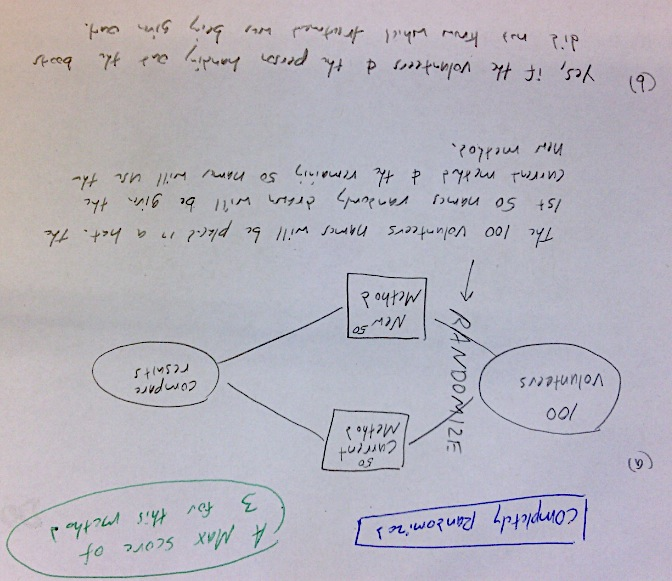 Completely Randomized
A Max score of
3 for this method
(a)
100
Volunteers
RANDOMIZE
50
Current
Method
New 50
Method
Compare
results
The 100 volunteers names will be placed in a hat. The
1st 50 names randomly drawn will be given the
current method & the remaining 50 names will use the
new method.
(b)
Yes, if the volunteers & the person handing out the boots
did not know which treatment was being given out.